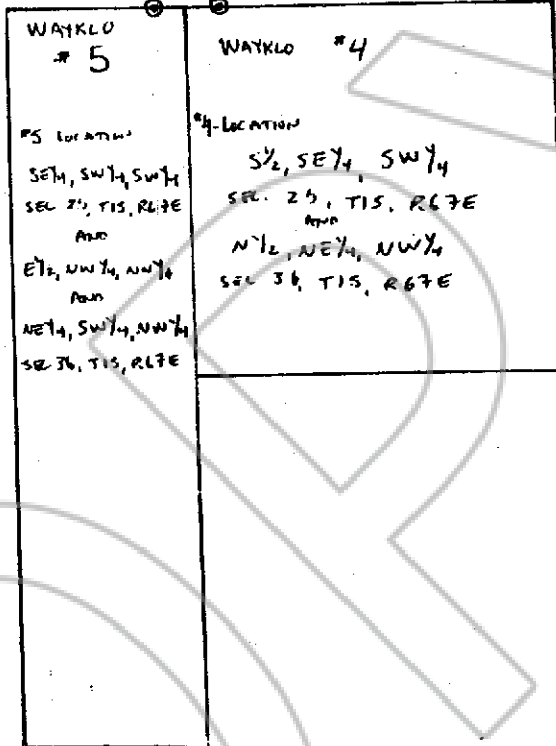 WAYKLO
# 5
#5 LOCATION
SE¼, SW¼, SW¼
SEC 25, T1S, R67E
AND
E½, NW¼, NW¼
AND
NE¼, SW¼, NW¼
SEC 36, T1S, R67E
WAYKLO #4
#4-LOCATION
S½, SE¼, SW¼
SEC. 25, T1S, R67E
AND
N½, NE¼, NW¼
SEC 36, T1S, R67E